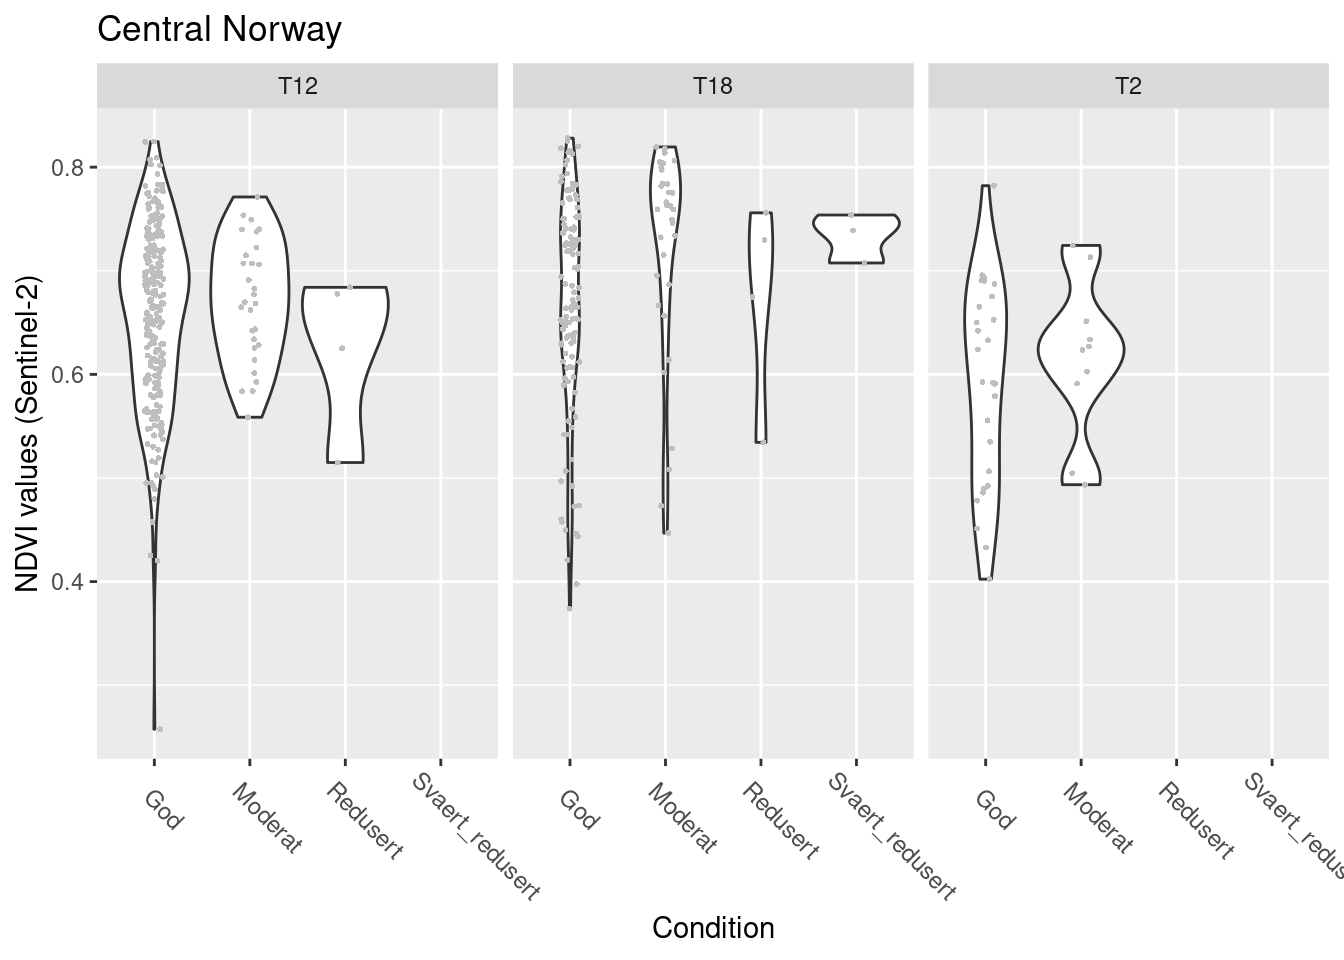 Central Norway
T12
T18
T2
NDVI values (Sentinel-2)
0.8
0.6
0.4
God
Moderat
Redusert
Svaert_redusert
God
Moderat
Redusert
Svaert_redusert
God
Moderat
Redusert
Svaert_redus
Condition